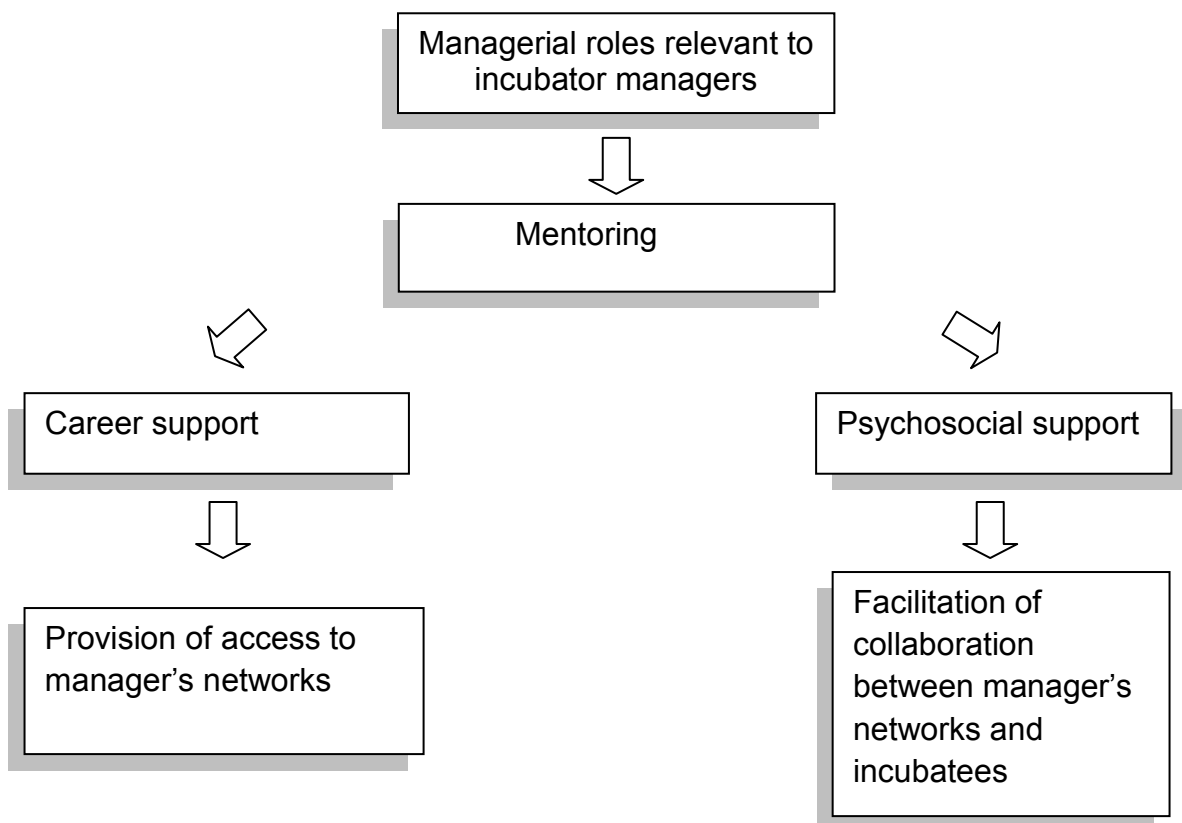 Managerial roles relevant to
incubator managers
Mentoring
Career support
Psychosocial support
Provision of access to
manager’s networks
Facilitation of
collaboration
between manager’s
networks and
incubatees